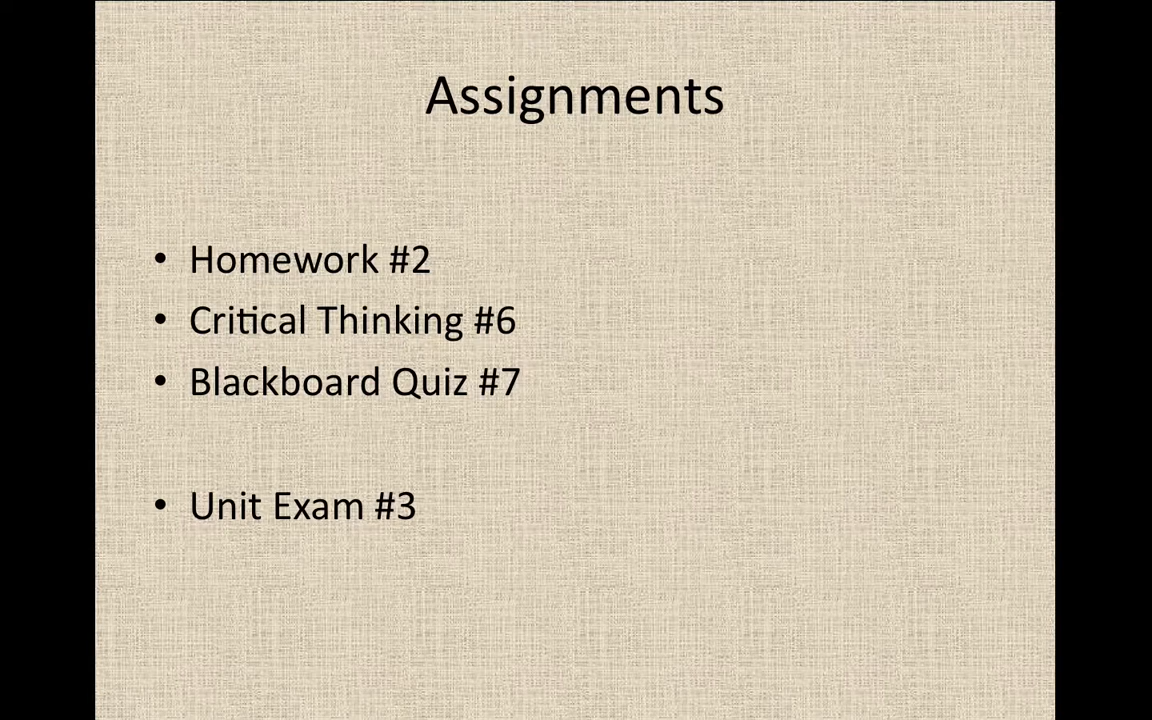 Assignments
• Homework #2
• Critical Thinking #6
• Blackboard Quiz #7
• Unit Exam #3